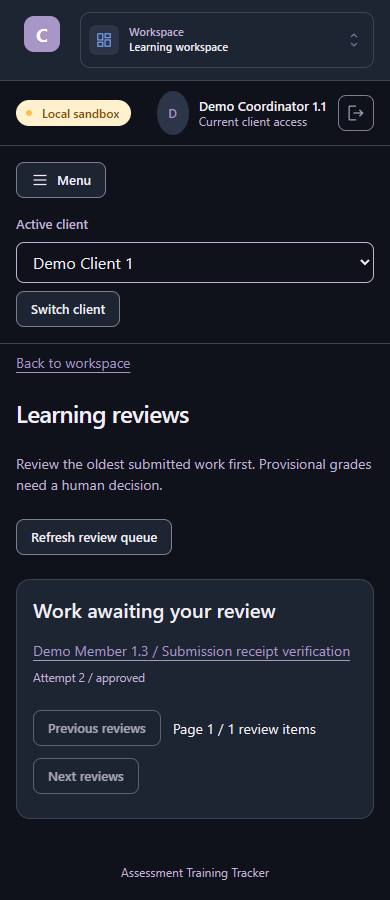 C
Workspace
Learning workspace
Local sandbox
D
Demo Coordinator 1.1
Current client access
Menu
Active client
Demo Client 1
Switch client
Back to workspace
Learning reviews
Review the oldest submitted work first. Provisional grades
need a human decision.
Refresh review queue
Work awaiting your review
Demo Member 1.3 / Submission receipt verification
Attempt 2 / approved
Previous reviews
Page 1 / 1 review items
Next reviews
Assessment Training Tracker